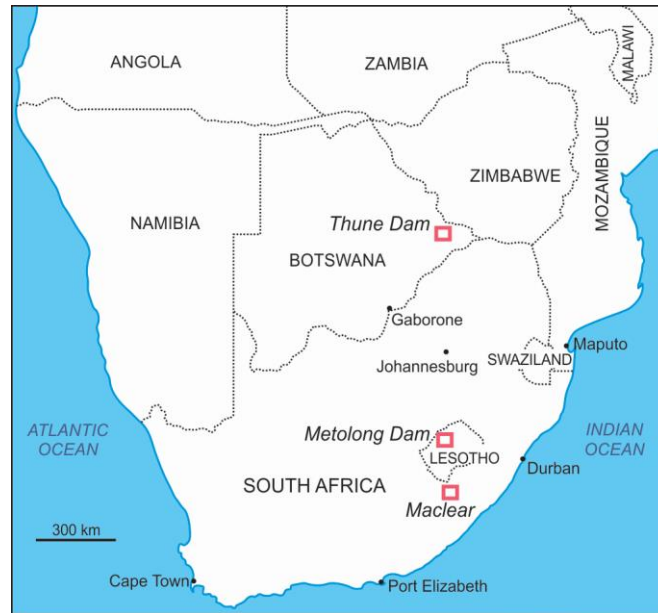 ANGOLA
ZAMBIA
MALAWI
MOZAMBIQUE
ZIMBABWE
NAMIBIA
Thune Dam
BOTSWANA
Gaborone
Maputo
Johannesburg
SWAZILAND
ATLANTIC
OCEAN
INDIAN
OCEAN
Metolong Dam
LESOTHO
Durban
SOUTH AFRICA
Maclear
300 km
Cape Town
Port Elizabeth